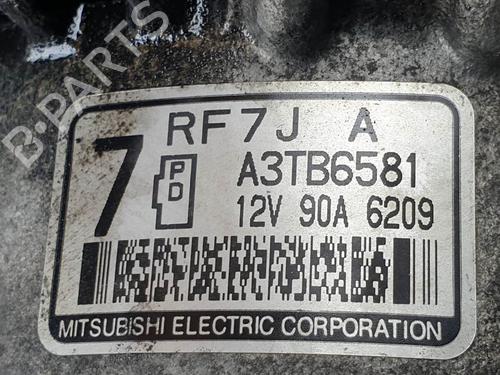 RF7J A
7 PD A3TB6581
12V 90A 6209
MITSUBISHI ELECTRIC CORPORATION
B-PARTS